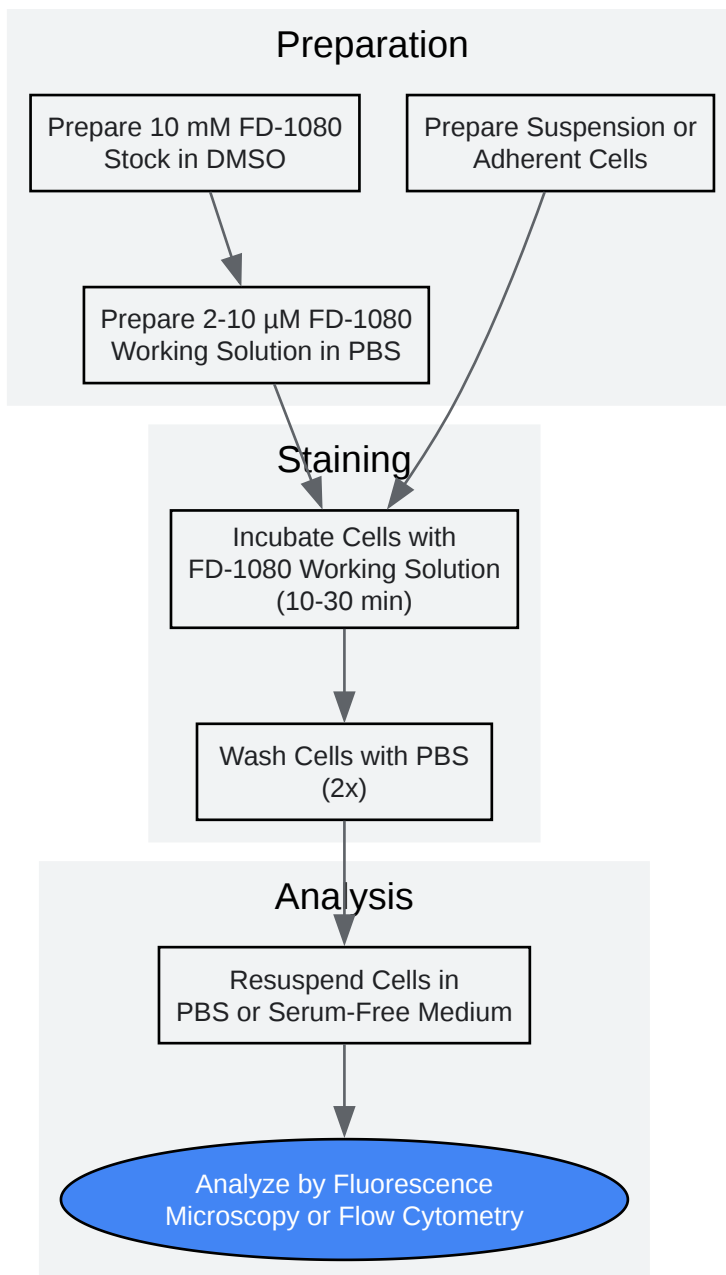 Preparation
Prepare 10 mM FD-1080
Stock in DMSO
Prepare Suspension or
Adherent Cells
Prepare 2-10 µM FD-1080
Working Solution in PBS
Staining
Incubate Cells with
FD-1080 Working Solution
(10-30 min)
Wash Cells with PBS
(2x)
Analysis
Resuspend Cells in
PBS or Serum-Free Medium
Analyze by Fluorescence
Microscopy or Flow Cytometry